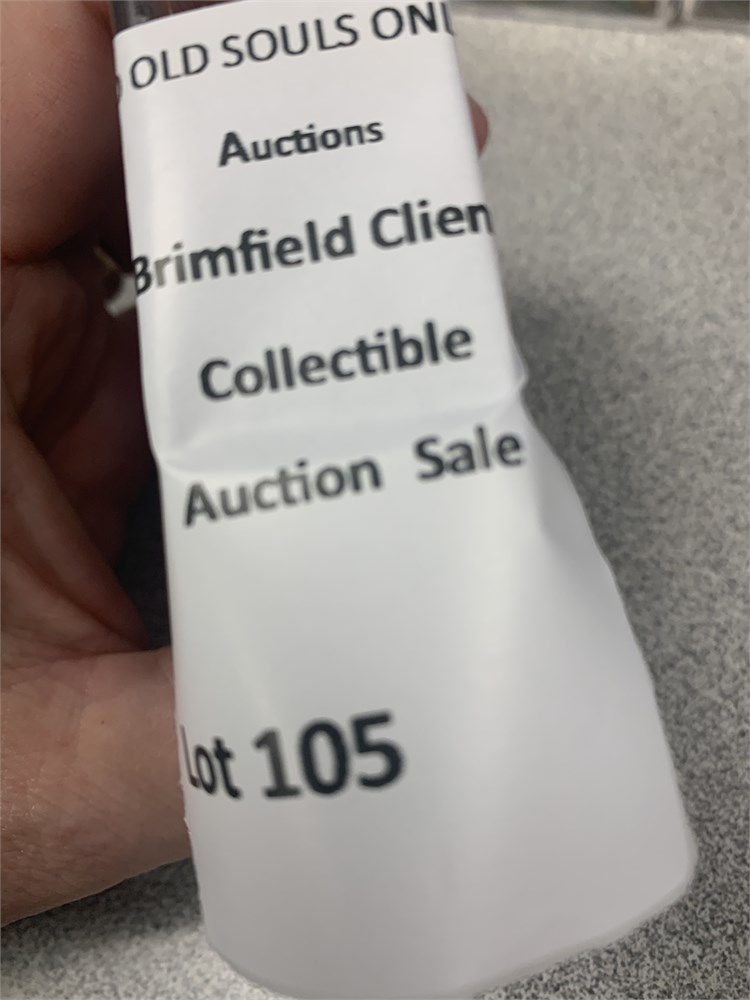 OLD SOULS ONL
Auctions
Brimfield Clien
Collectible
Auction Sale
Lot 105